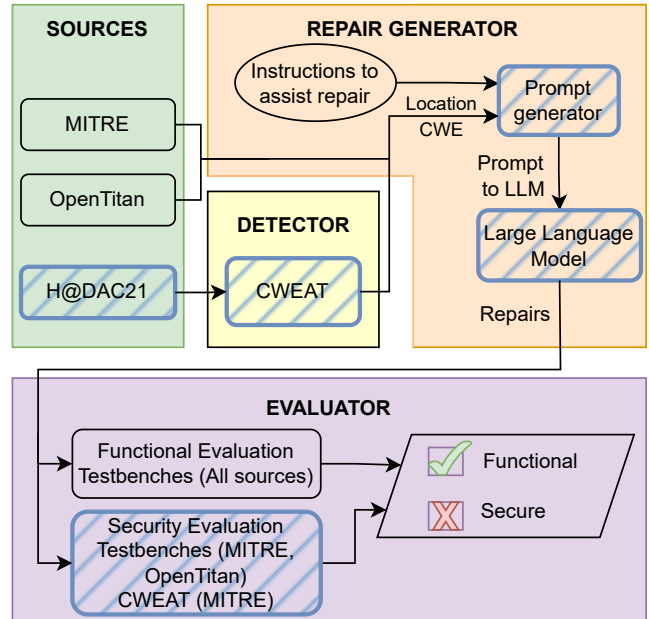 SOURCES
MITRE
OpenTitan
H@DAC21
DETECTOR
CWEAT
REPAIR GENERATOR
Instructions to
assist repair
Location
CWE
Prompt
generator
Prompt
to LLM
Large Language
Model
Repairs
EVALUATOR
Functional Evaluation
Testbenches (All sources)
Security Evaluation
Testbenches (MITRE,
OpenTitan)
CWEAT (MITRE)
Functional
Secure